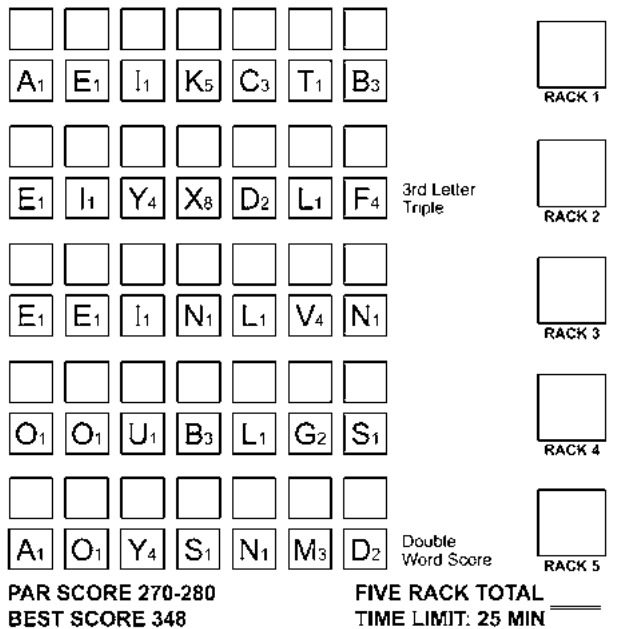 A1 E1 I1 K5 C3 T1 B3
RACK 1
E1 I1 Y4 X8 D2 L1 F4
3rd Letter
Triple
RACK 2
E1 E1 I1 N1 L1 V4 N1
RACK 3
O1 O1 U1 B3 L1 G2 S1
RACK 4
A1 O1 Y4 S1 N1 M3 D2
Double
Word Score
RACK 5
PAR SCORE 270-280
BEST SCORE 348
FIVE RACK TOTAL
TIME LIMIT: 25 MIN